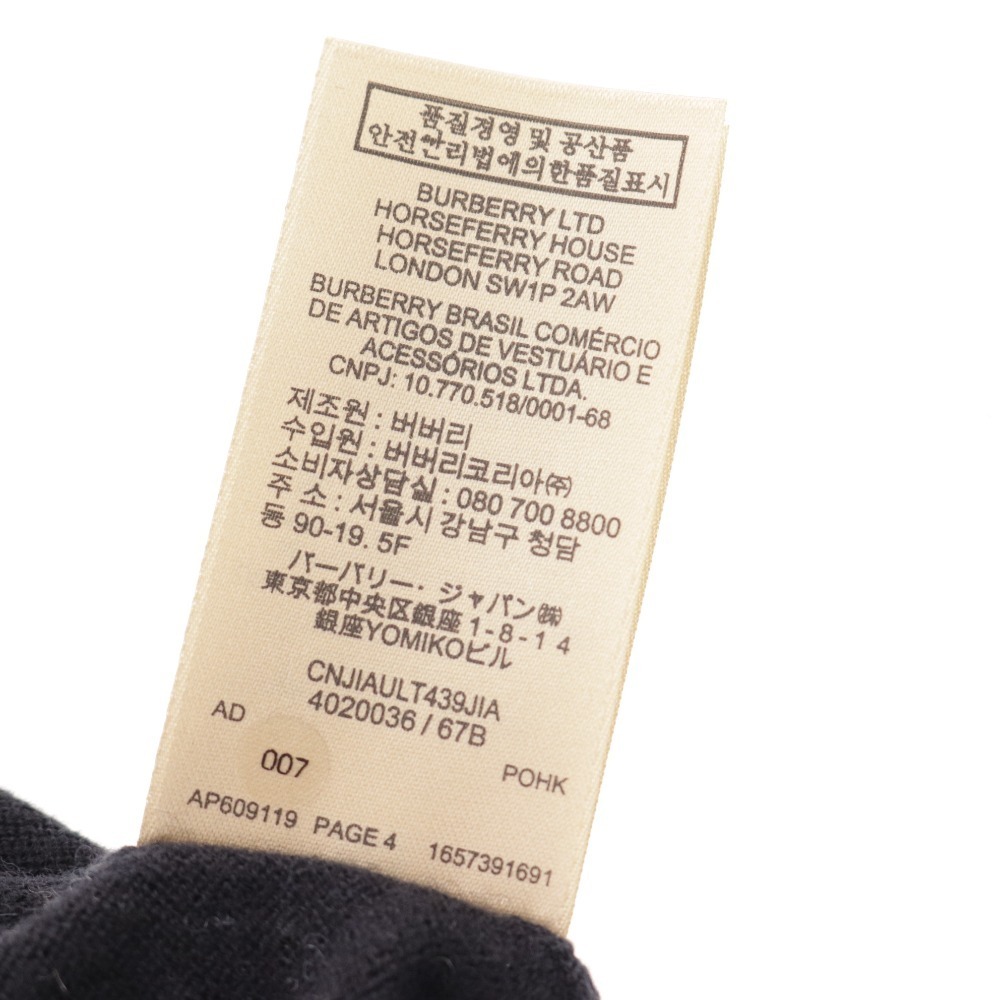 품질경영 및 공산품
안전관리법에의한품질표시
BURBERRY LTD
HORSEFERRY HOUSE
HORSEFERRY ROAD
LONDON SW1P 2AW
BURBERRY BRASIL COMÉRCIO
DE ARTIGOS DE VESTUÁRIO E
ACESSÓRIOS LTDA.
CNPJ: 10.770.518/0001-68
제조원 : 버버리
수입원 : 버버리코리아㈜
소비자상담실 : 080 700 8800
주 소 : 서울시 강남구 청담
동 90-19. 5F
バーバリー・ジャパン㈱
東京都中央区銀座 1-8-14
銀座YOMIKOビル
CNJIAULT439JIA
4020036 / 67B
AD
007
POHK
AP609119 PAGE 4 1657391691